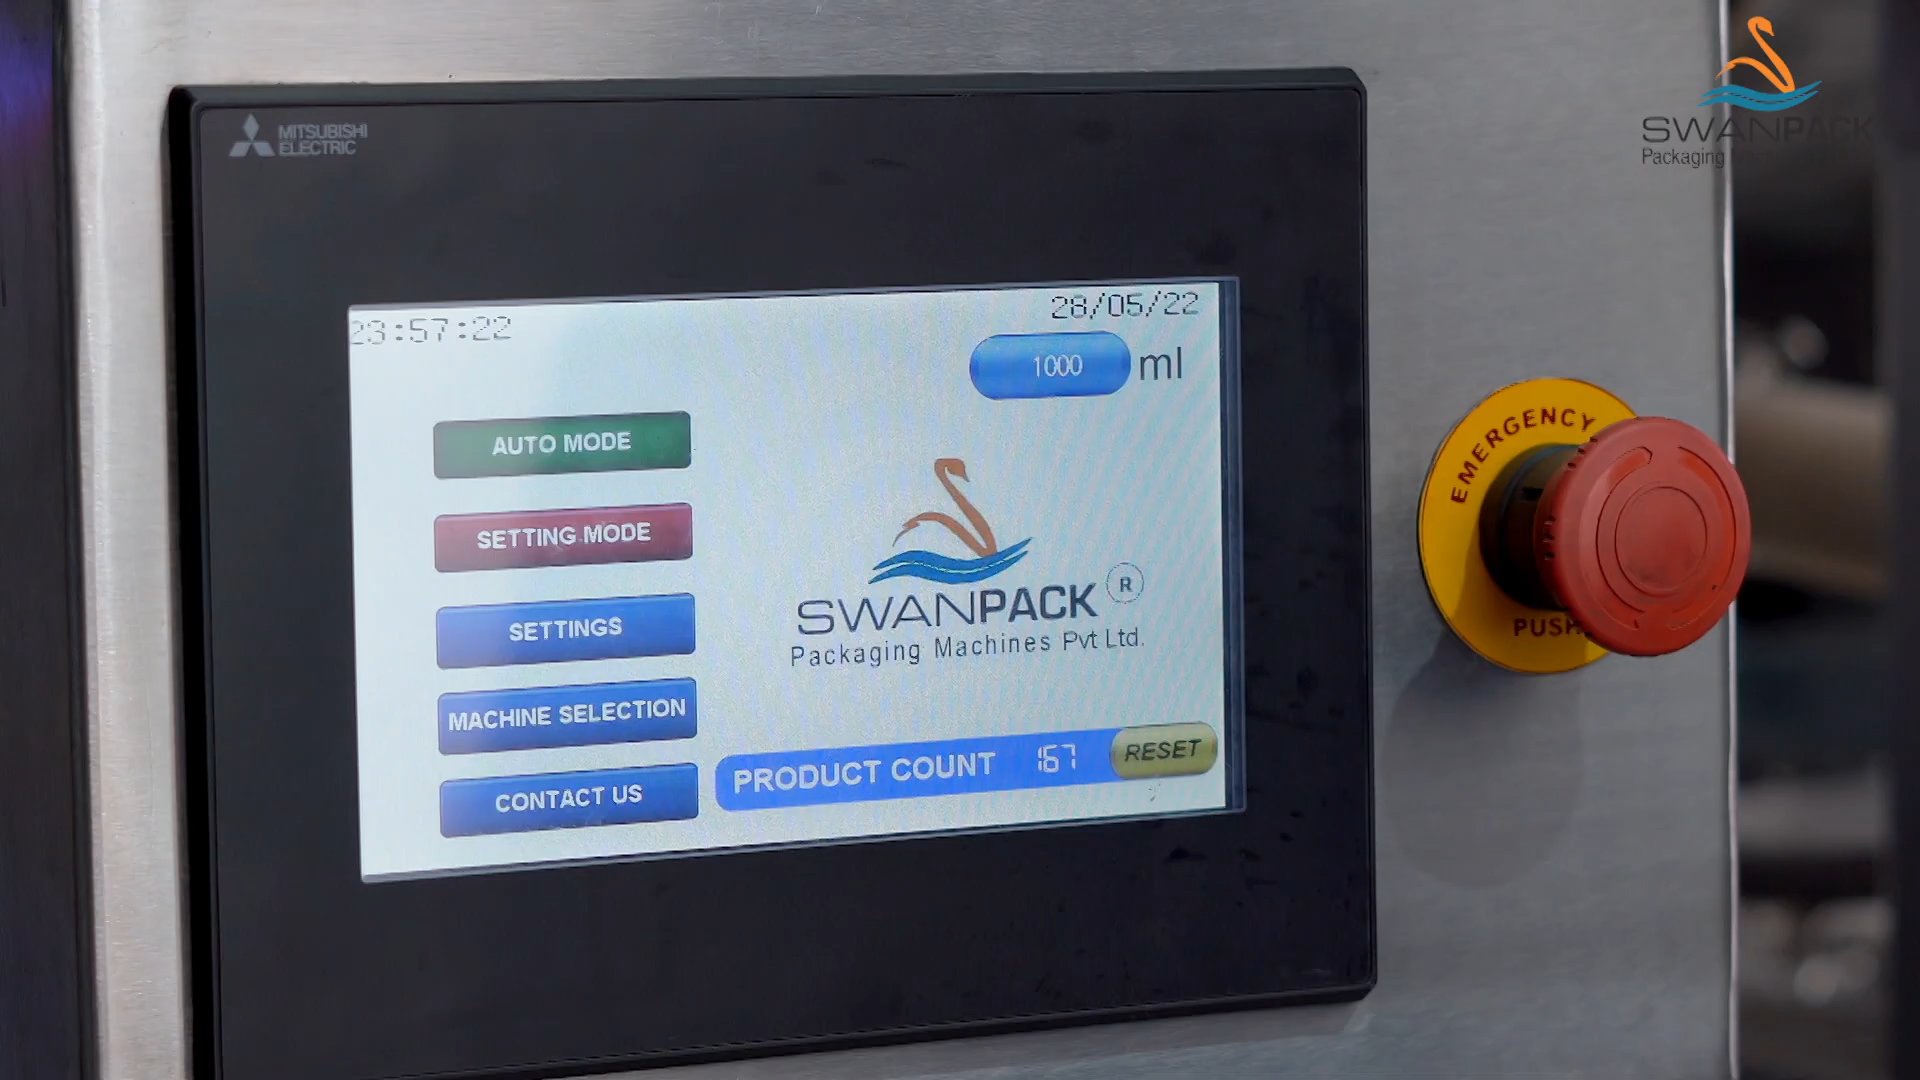 MITSUBISHI
ELECTRIC
23:57:22
28/05/22
1000 ml
AUTO MODE
SETTING MODE
SETTINGS
MACHINE SELECTION
CONTACT US
SWANPACK R
Packaging Machines Pvt Ltd.
PRODUCT COUNT 167 RESET
EMERGENCY
PUSH
SWANPACK
Packaging